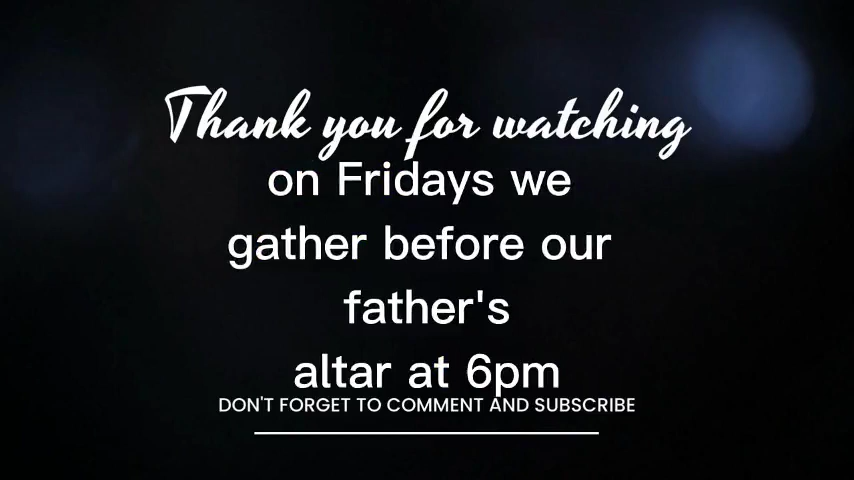 Thank you for watching
on Fridays we
gather before our
father's
altar at 6pm
DON'T FORGET TO COMMENT AND SUBSCRIBE